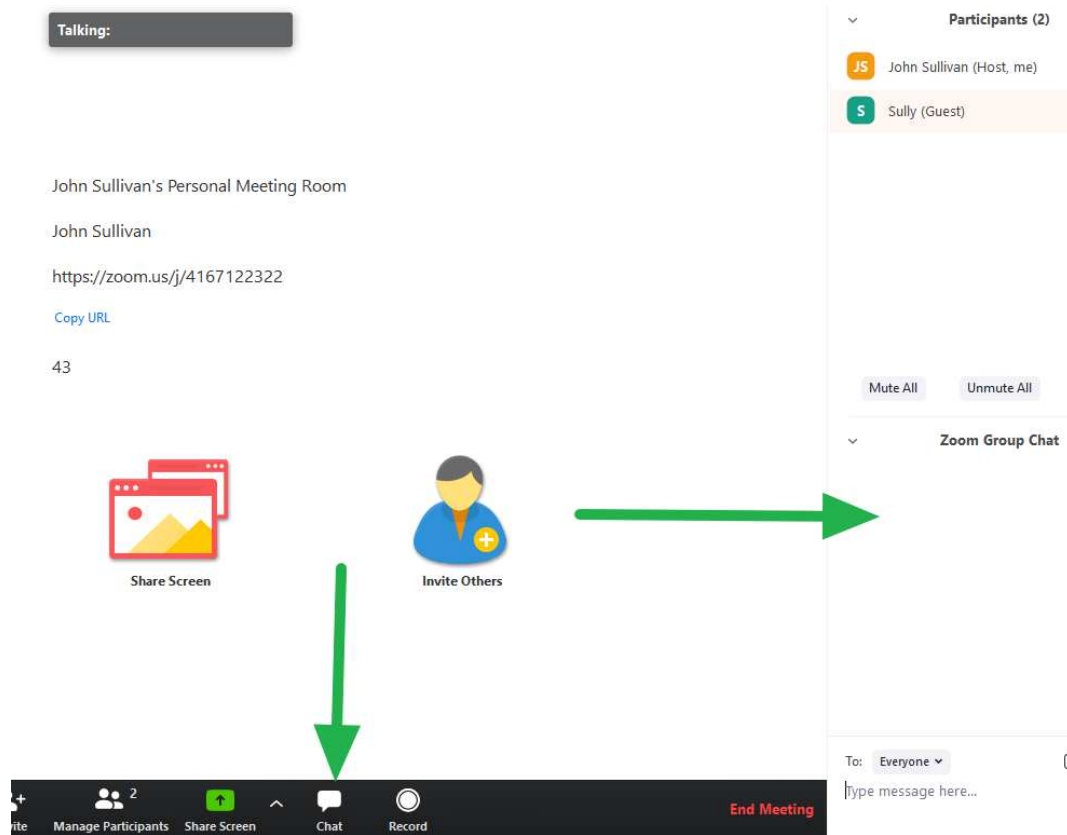 Talking:
John Sullivan's Personal Meeting Room
John Sullivan
https://zoom.us/j/4167122322
Copy URL
43
Share Screen
Invite Others
2
Manage Participants
Share Screen
Chat
Record
End Meeting
Participants (2)
JS John Sullivan (Host, me)
S Sully (Guest)
Mute All Unmute All
Zoom Group Chat
To: Everyone
Type message here...